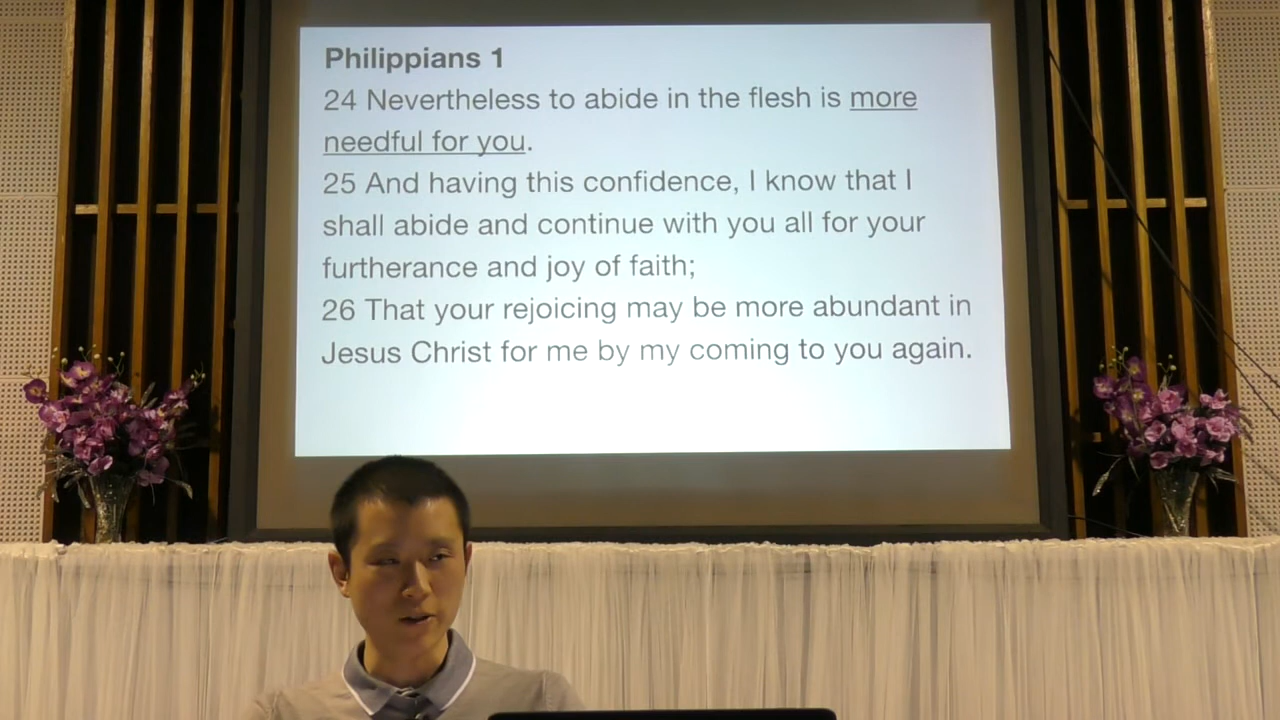 Philippians 1
24 Nevertheless to abide in the flesh is more
needful for you.
25 And having this confidence, I know that I
shall abide and continue with you all for your
furtherance and joy of faith;
26 That your rejoicing may be more abundant in
Jesus Christ for me by my coming to you again.